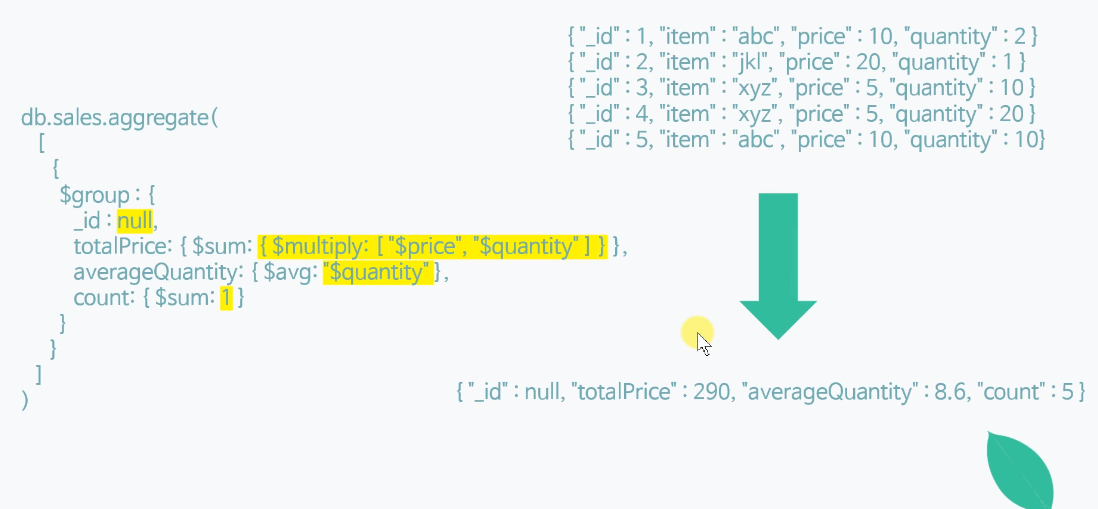 { "_id" : 1, "item" : "abc", "price" : 10, "quantity" : 2 }
{ "_id" : 2, "item" : "jkl", "price" : 20, "quantity" : 1 }
{ "_id" : 3, "item" : "xyz", "price" : 5, "quantity" : 10 }
{ "_id" : 4, "item" : "xyz", "price" : 5, "quantity" : 20 }
{ "_id" : 5, "item" : "abc", "price" : 10, "quantity" : 10}
db.sales.aggregate(
[
{
$group : {
_id : null,
totalPrice: { $sum: { $multiply: [ "$price", "$quantity" ] } },
averageQuantity: { $avg: "$quantity" },
count: { $sum: 1 }
}
}
]
)
{ "_id" : null, "totalPrice" : 290, "averageQuantity" : 8.6, "count" : 5 }